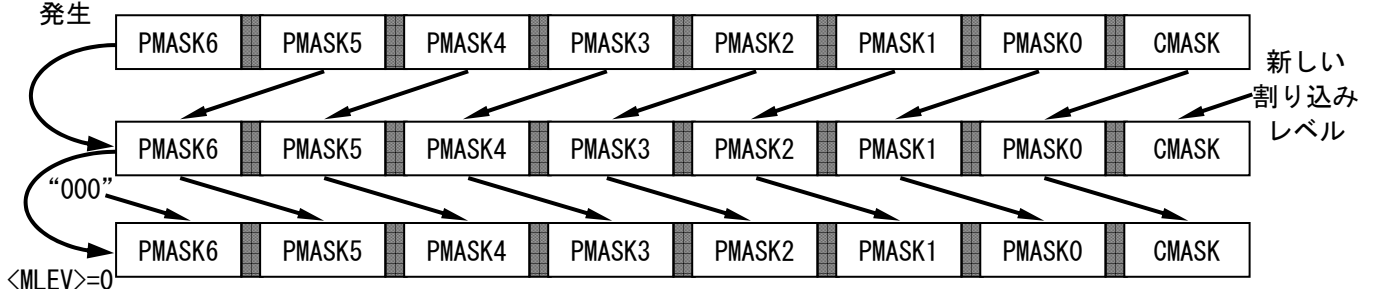 発生
PMASK6 PMASK5 PMASK4 PMASK3 PMASK2 PMASK1 PMASK0 CMASK
新しい
割り込み
レベル
PMASK6 PMASK5 PMASK4 PMASK3 PMASK2 PMASK1 PMASK0 CMASK
“000”
PMASK6 PMASK5 PMASK4 PMASK3 PMASK2 PMASK1 PMASK0 CMASK
<MLEV>=0